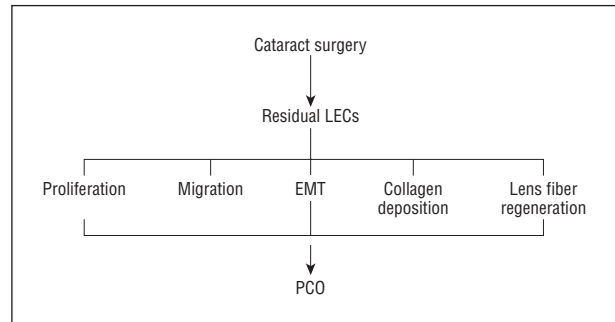 Cataract surgery
Residual LECs
Proliferation Migration EMT Collagen deposition Lens fiber regeneration
PCO